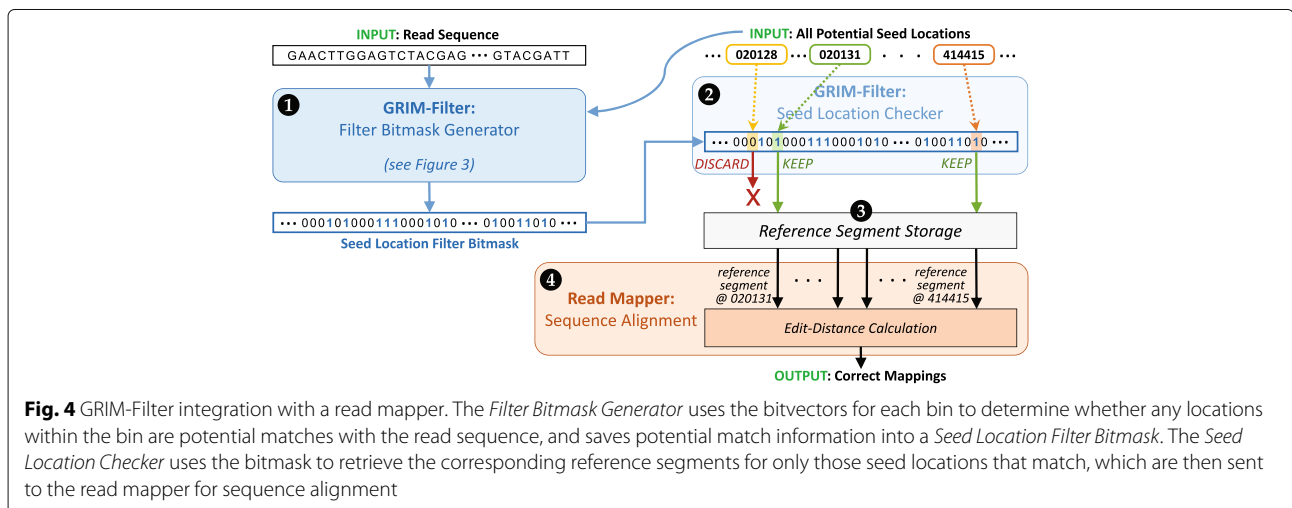 INPUT: Read Sequence
GAACTTGGAGTCTACGAG ··· GTACGATT
INPUT: All Potential Seed Locations
··· 020128 ··· 020131 · · · 414415 ···
1
GRIM-Filter:
Filter Bitmask Generator
(see Figure 3)
2
GRIM-Filter:
Seed Location Checker
··· 0001010001110001010 ··· 010011010 ···
DISCARD KEEP KEEP
X
··· 0001010001110001010 ··· 010011010 ···
Seed Location Filter Bitmask
3
Reference Segment Storage
4
Read Mapper:
Sequence Alignment
reference
segment
@ 020131
· · ·
· · ·
reference
segment
@ 414415
Edit-Distance Calculation
OUTPUT: Correct Mappings
Fig. 4 GRIM-Filter integration with a read mapper. The Filter Bitmask Generator uses the bitvectors for each bin to determine whether any locations
within the bin are potential matches with the read sequence, and saves potential match information into a Seed Location Filter Bitmask. The Seed
Location Checker uses the bitmask to retrieve the corresponding reference segments for only those seed locations that match, which are then sent
to the read mapper for sequence alignment